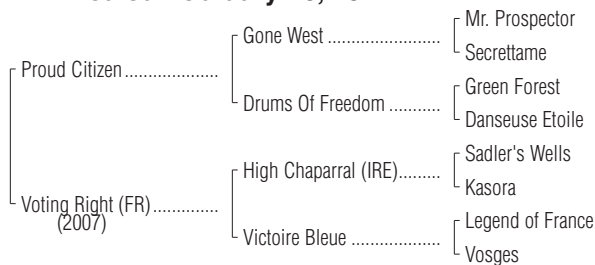 Mr. Prospector
Gone West
Secrettame
Proud Citizen
Green Forest
Drums Of Freedom
Danseuse Etoile
Sadler's Wells
High Chaparral (IRE)
Kasora
Voting Right (FR)
(2007)
Legend of France
Victoire Bleue
Vosges